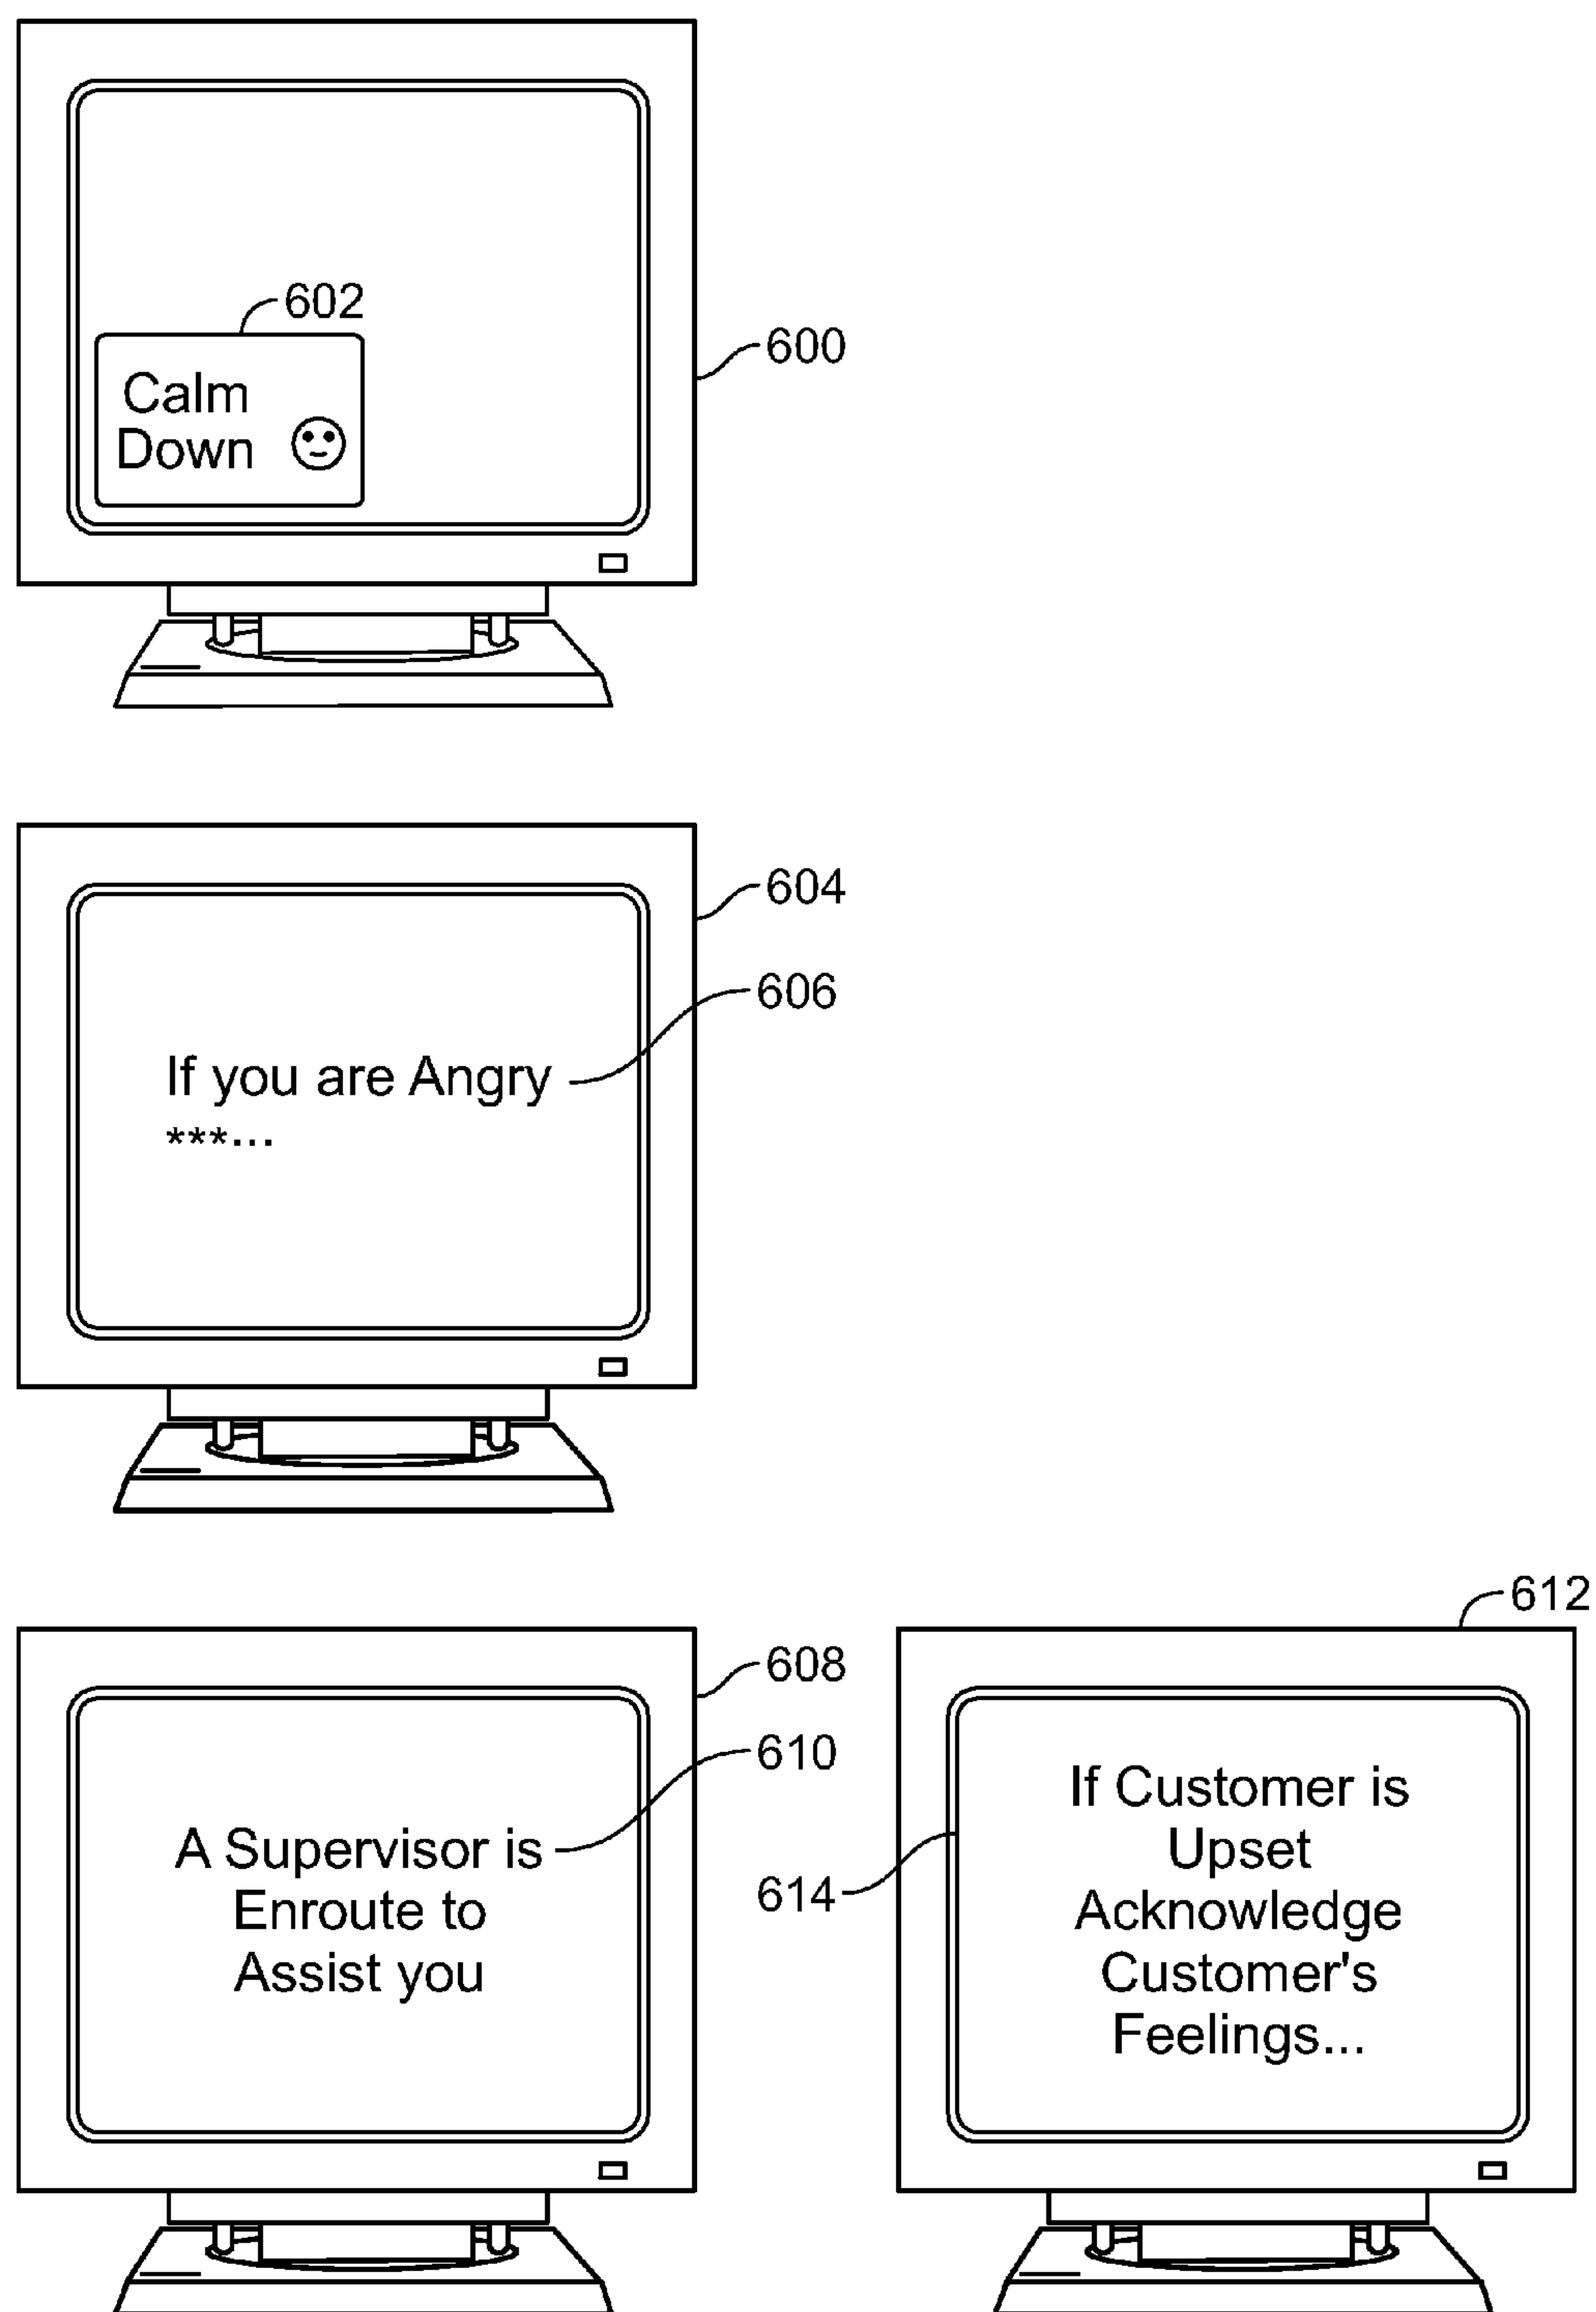 602
600
Calm
Down
604
606
If you are Angry
***...
612
608
610
A Supervisor is
Enroute to
Assist you
614
If Customer is
Upset
Acknowledge
Customer's
Feelings...